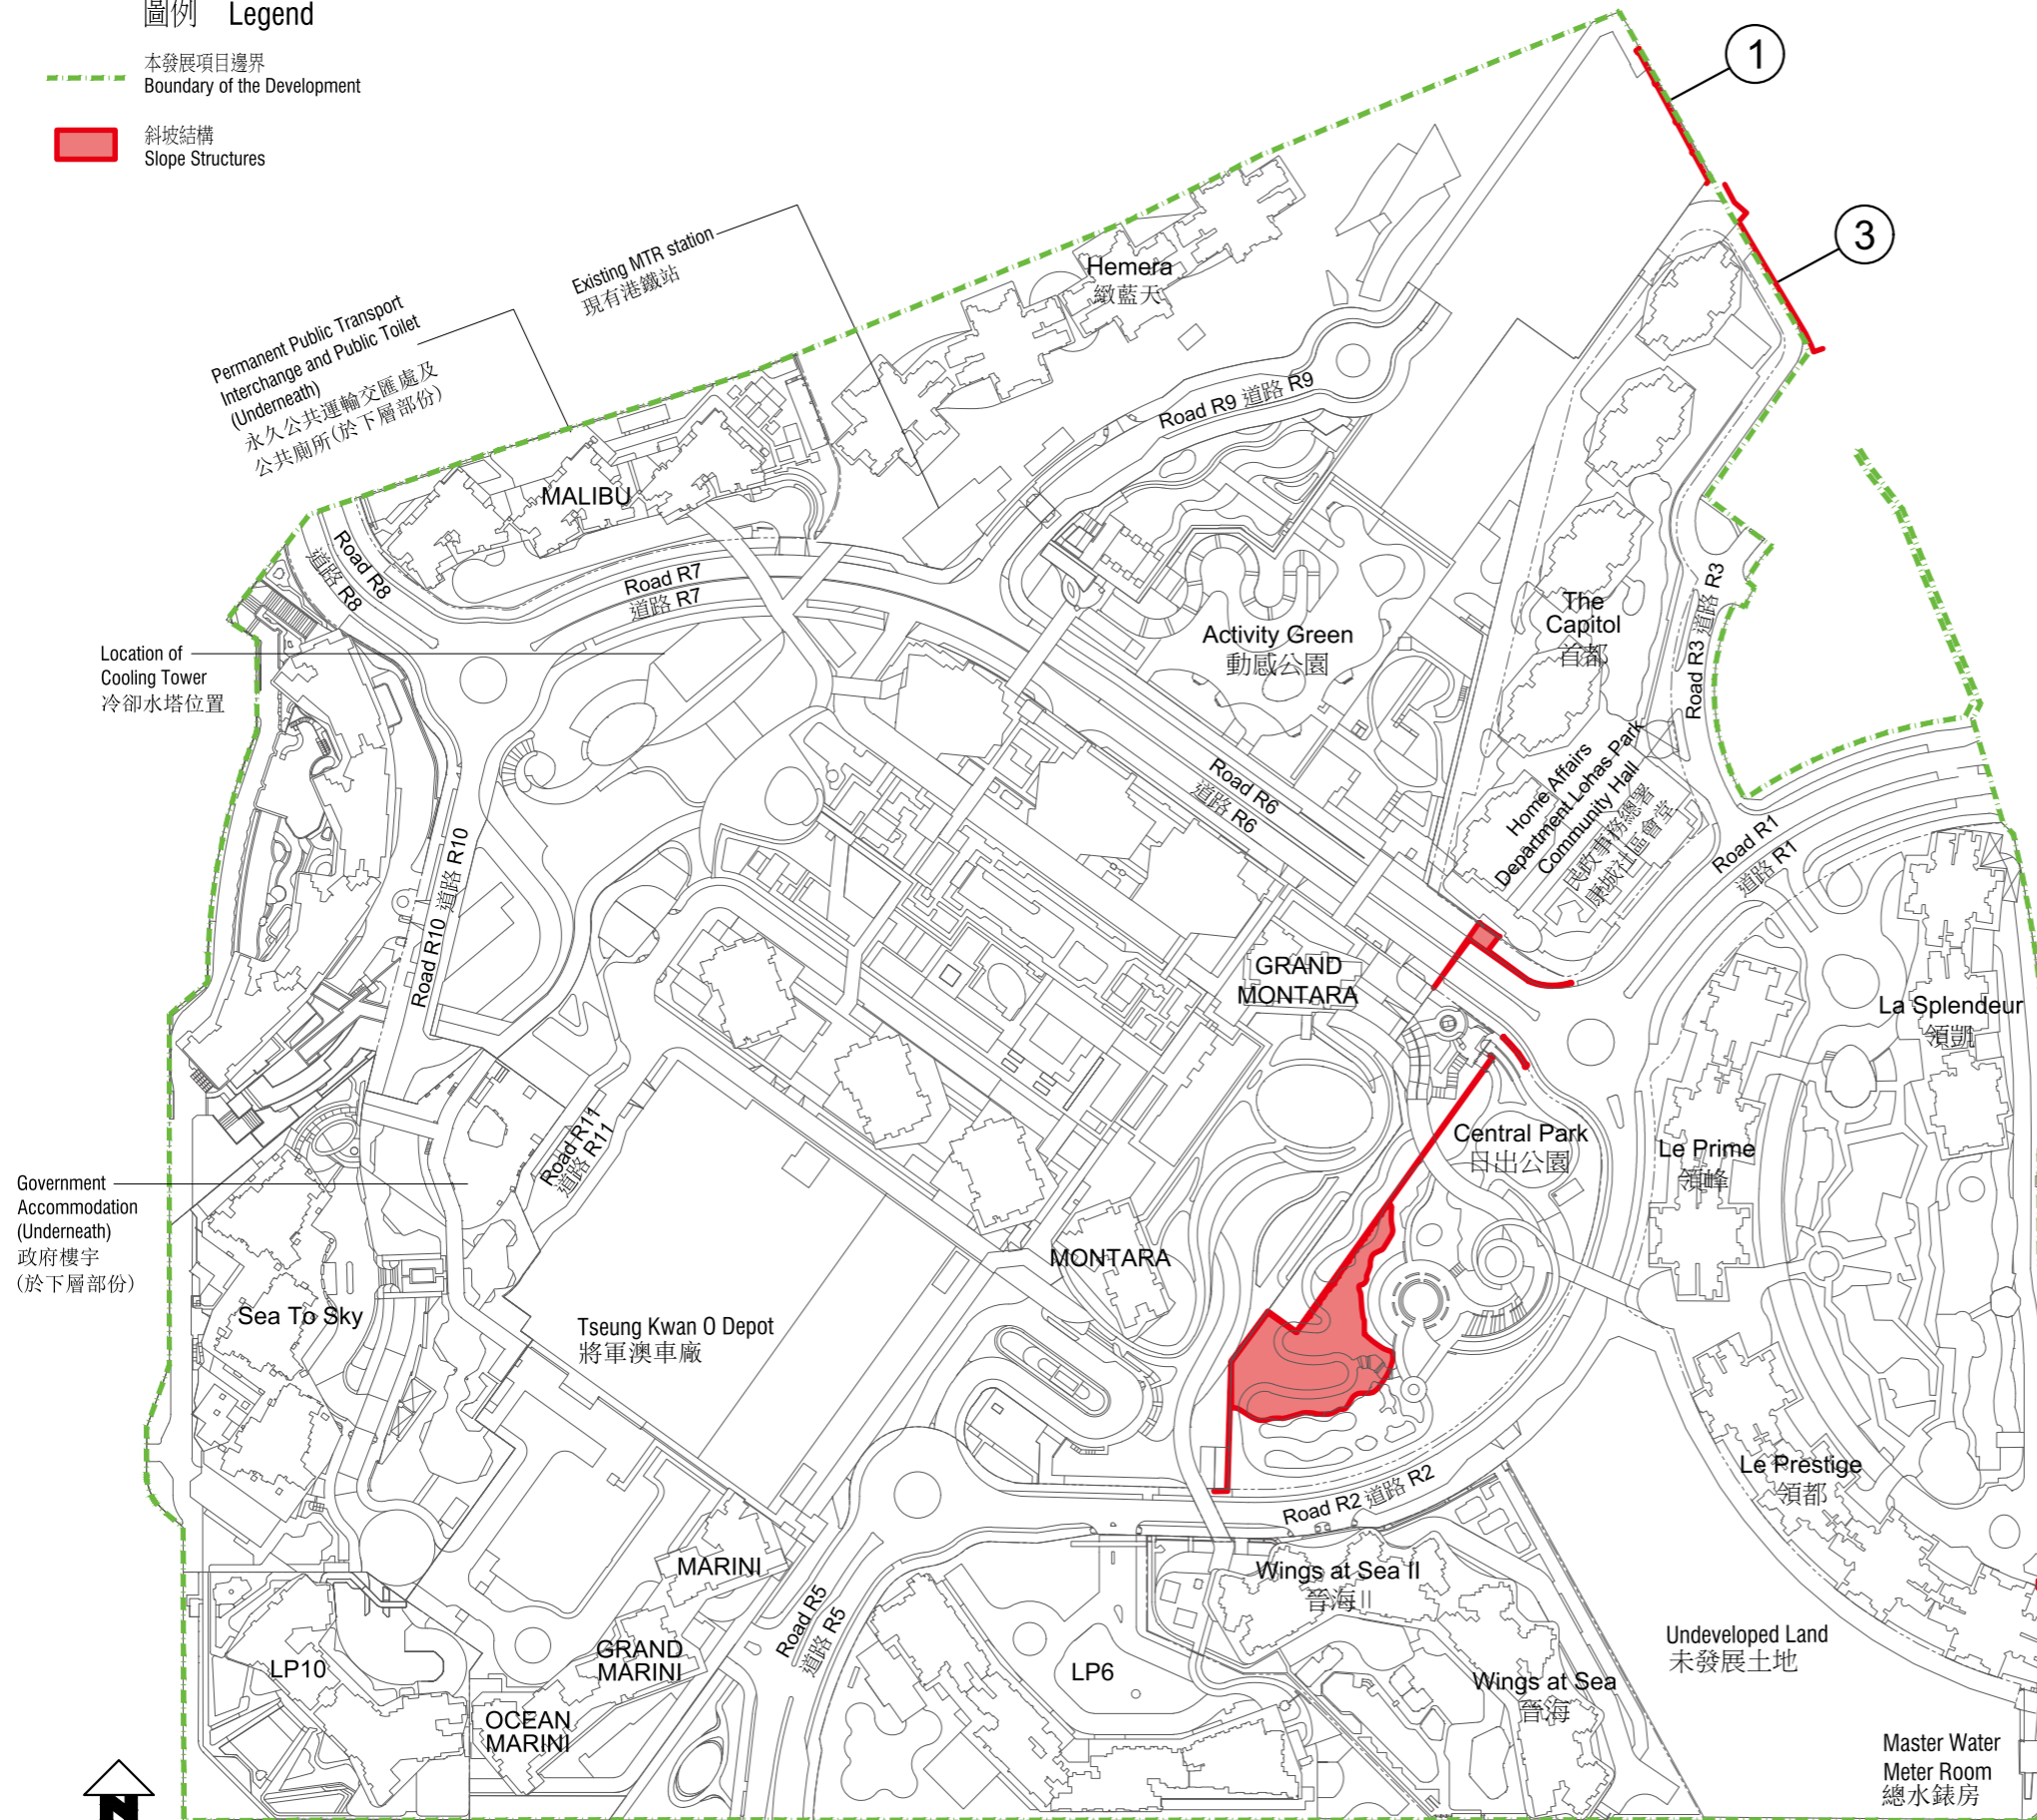 圖例 Legend
本發展項目邊界
Boundary of the Development
斜坡結構
Slope Structures
1
3
Existing MTR station
現有港鐵站
Permanent Public Transport
Interchange and Public Toilet
(Underneath)
永久公共運輸交匯處及
公共廁所(於下層部份)
Hemera
緻藍天
Road R9 道路 R9
MALIBU
Road R8
道路 R8
Road R7
道路 R7
Location of
Cooling Tower
冷卻水塔位置
Activity Green
動感公園
The
Capitol
首都
Road R3 道路 R3
Home Affairs
Department Lohas Park
Community Hall
民政事務總署
康城社區會堂
Road R6
道路 R6
Road R1
道路 R1
Road R10 道路 R10
Road R10
GRAND
MONTARA
La Splendeur
領凱
Road R11
道路 R11
Central Park
日出公園
Le Prime
領峰
Government
Accommodation
(Underneath)
政府樓宇
(於下層部份)
MONTARA
Sea To Sky
Tseung Kwan O Depot
將軍澳車廠
Le Prestige
領都
Road R2 道路 R2
MARINI
Wings at Sea II
晉海II
Road R5
道路 R5
GRAND
MARINI
LP10
LP6
Undeveloped Land
未發展土地
Wings at Sea
晉海
OCEAN
MARINI
Master Water
Meter Room
總水錶房
N